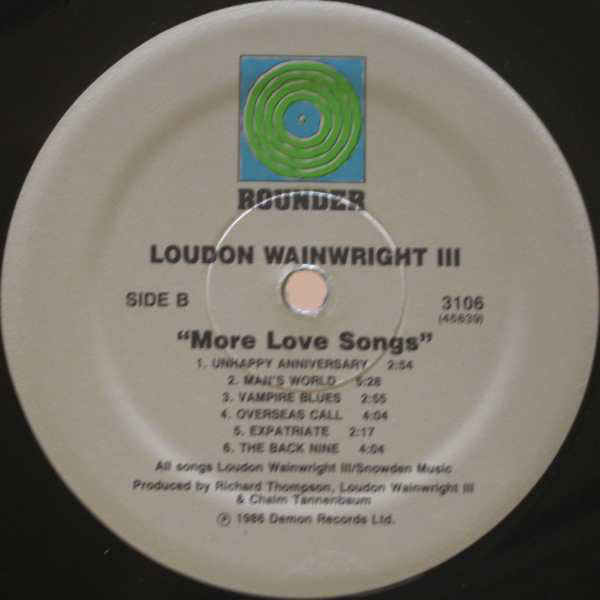 ROUNDER
LOUDON WAINWRIGHT III
SIDE B
3106
(45639)
"More Love Songs"
1. UNHAPPY ANNIVERSARY 2:54
2. MAN'S WORLD 5:28
3. VAMPIRE BLUES 2:55
4. OVERSEAS CALL 4:04
5. EXPATRIATE 2:17
6. THE BACK NINE 4:04
All songs Loudon Wainwright III/Snowden Music
Produced by Richard Thompson, Loudon Wainwright III
& Chaim Tannenbaum
℗ 1986 Demon Records Ltd.